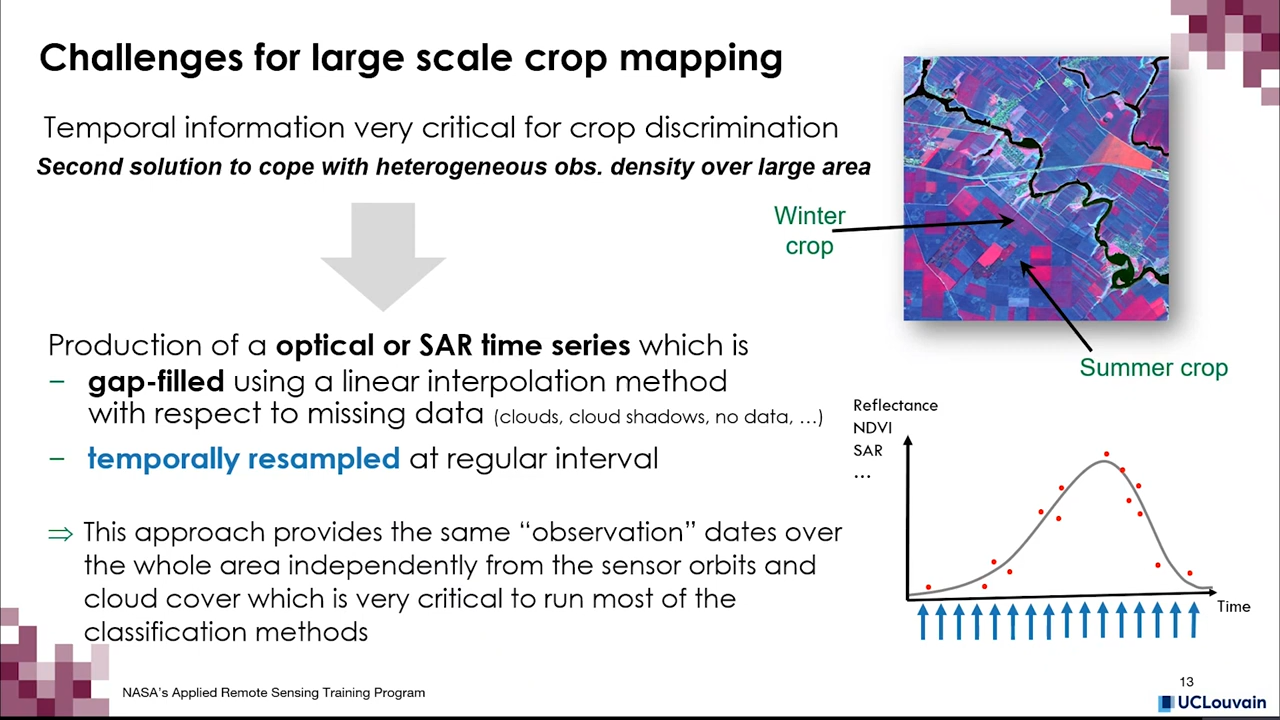 Challenges for large scale crop mapping
Temporal information very critical for crop discrimination
Second solution to cope with heterogeneous obs. density over large area
Winter
crop
Summer crop
Production of a optical or SAR time series which is
− gap-filled using a linear interpolation method
with respect to missing data (clouds, cloud shadows, no data, …)
− temporally resampled at regular interval
⇒ This approach provides the same “observation” dates over
the whole area independently from the sensor orbits and
cloud cover which is very critical to run most of the
classification methods
Reflectance
NDVI
SAR
…
Time
NASA’s Applied Remote Sensing Training Program
13
UCLouvain